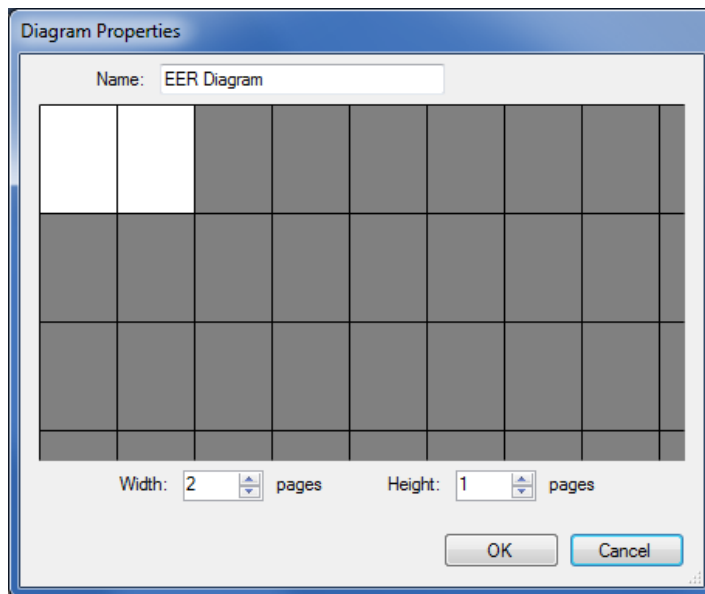 Diagram Properties
Name: EER Diagram
Width: 2 pages Height: 1 pages
OK Cancel